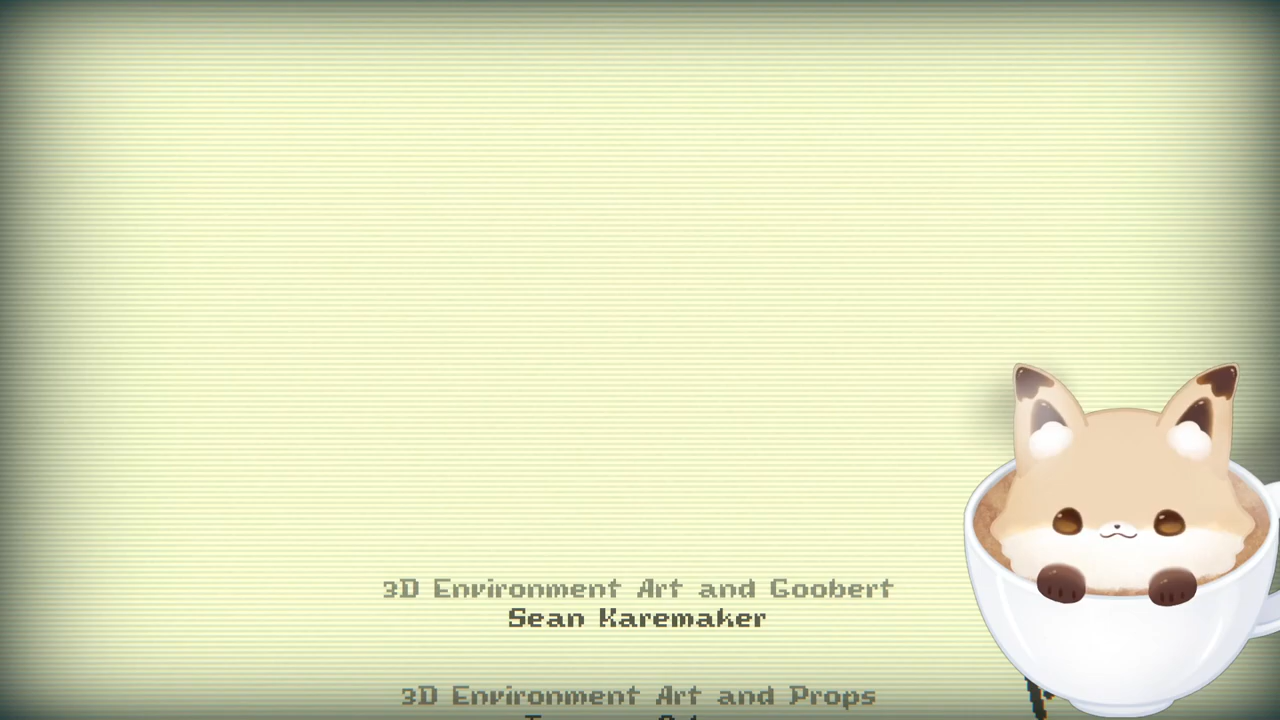 3D Environment Art and Goobert
Sean Karemaker
3D Environment Art and Props